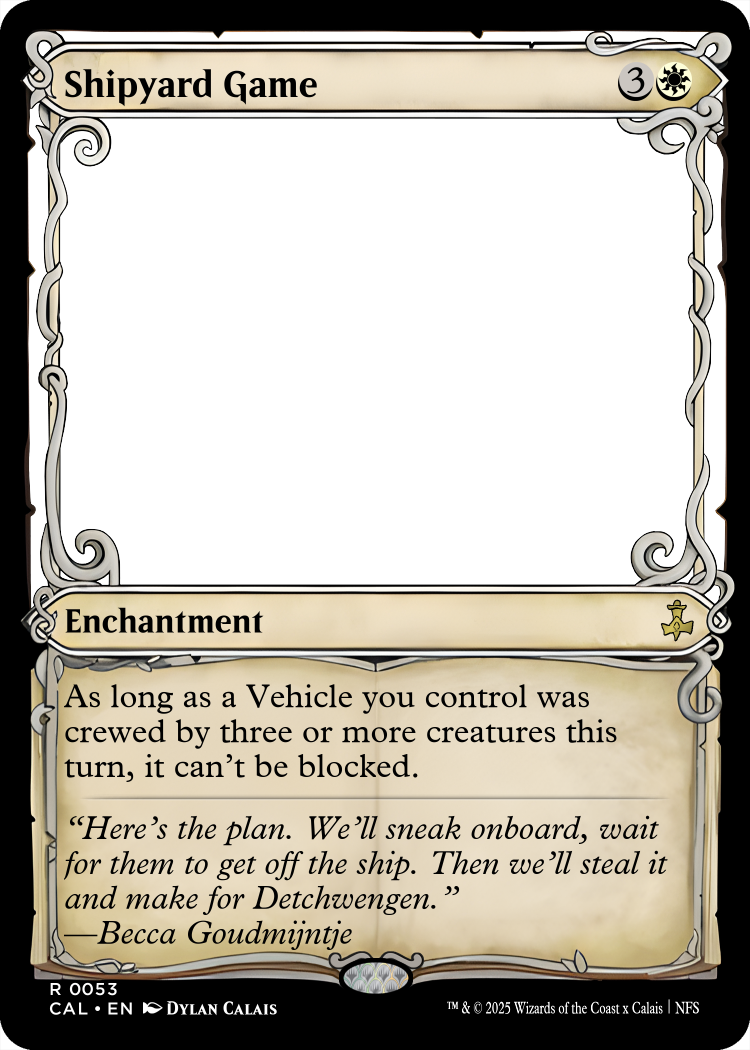 Shipyard Game 3
Enchantment
As long as a Vehicle you control was
crewed by three or more creatures this
turn, it can't be blocked.
“Here's the plan. We'll sneak onboard, wait
for them to get off the ship. Then we'll steal it
and make for Detchwengen.”
—Becca Goudmijntje
R 0053
CAL • EN Dylan Calais
™ & © 2025 Wizards of the Coast x Calais | NFS